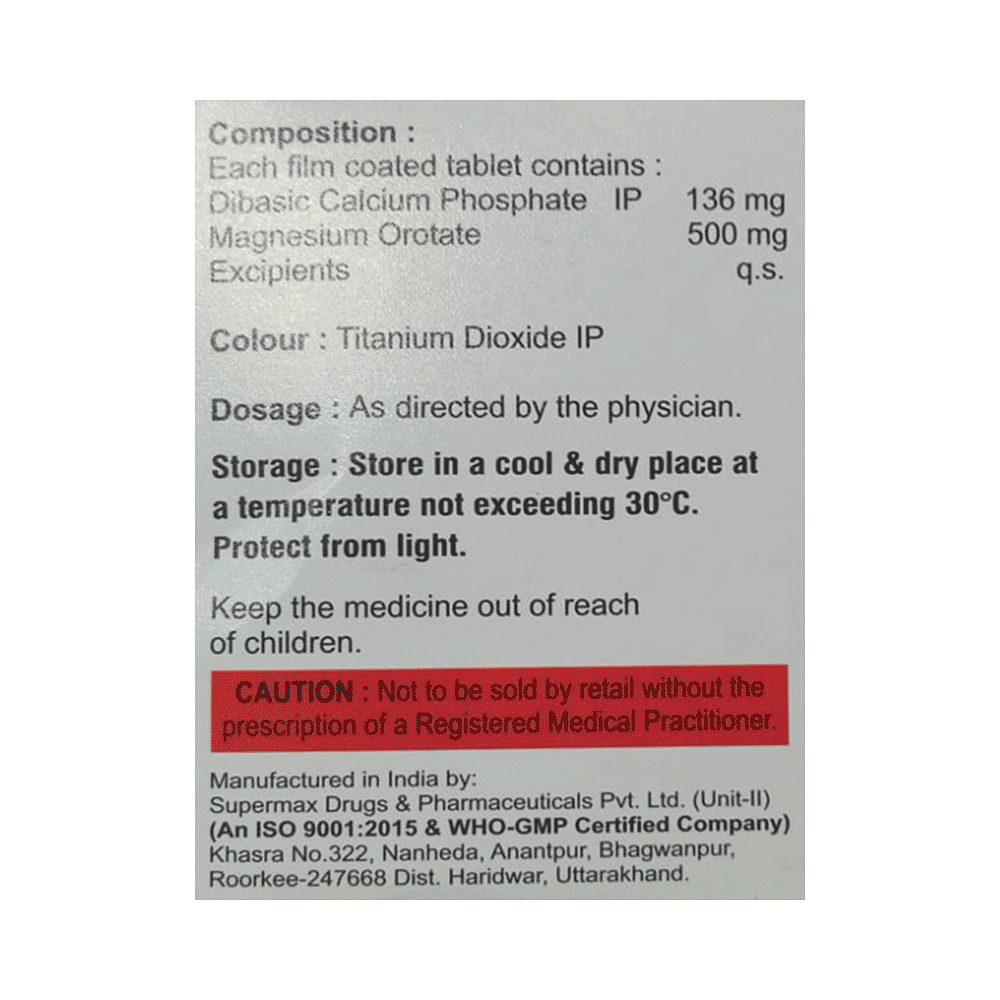 Composition :
Each film coated tablet contains :
Dibasic Calcium Phosphate IP 136 mg
Magnesium Orotate 500 mg
Excipients q.s.
Colour : Titanium Dioxide IP
Dosage : As directed by the physician.
Storage : Store in a cool & dry place at
a temperature not exceeding 30°C.
Protect from light.
Keep the medicine out of reach
of children.
CAUTION : Not to be sold by retail without the
prescription of a Registered Medical Practitioner.
Manufactured in India by:
Supermax Drugs & Pharmaceuticals Pvt. Ltd. (Unit-II)
(An ISO 9001:2015 & WHO-GMP Certified Company)
Khasra No.322, Nanheda, Anantpur, Bhagwanpur,
Roorkee-247668 Dist. Haridwar, Uttarakhand.